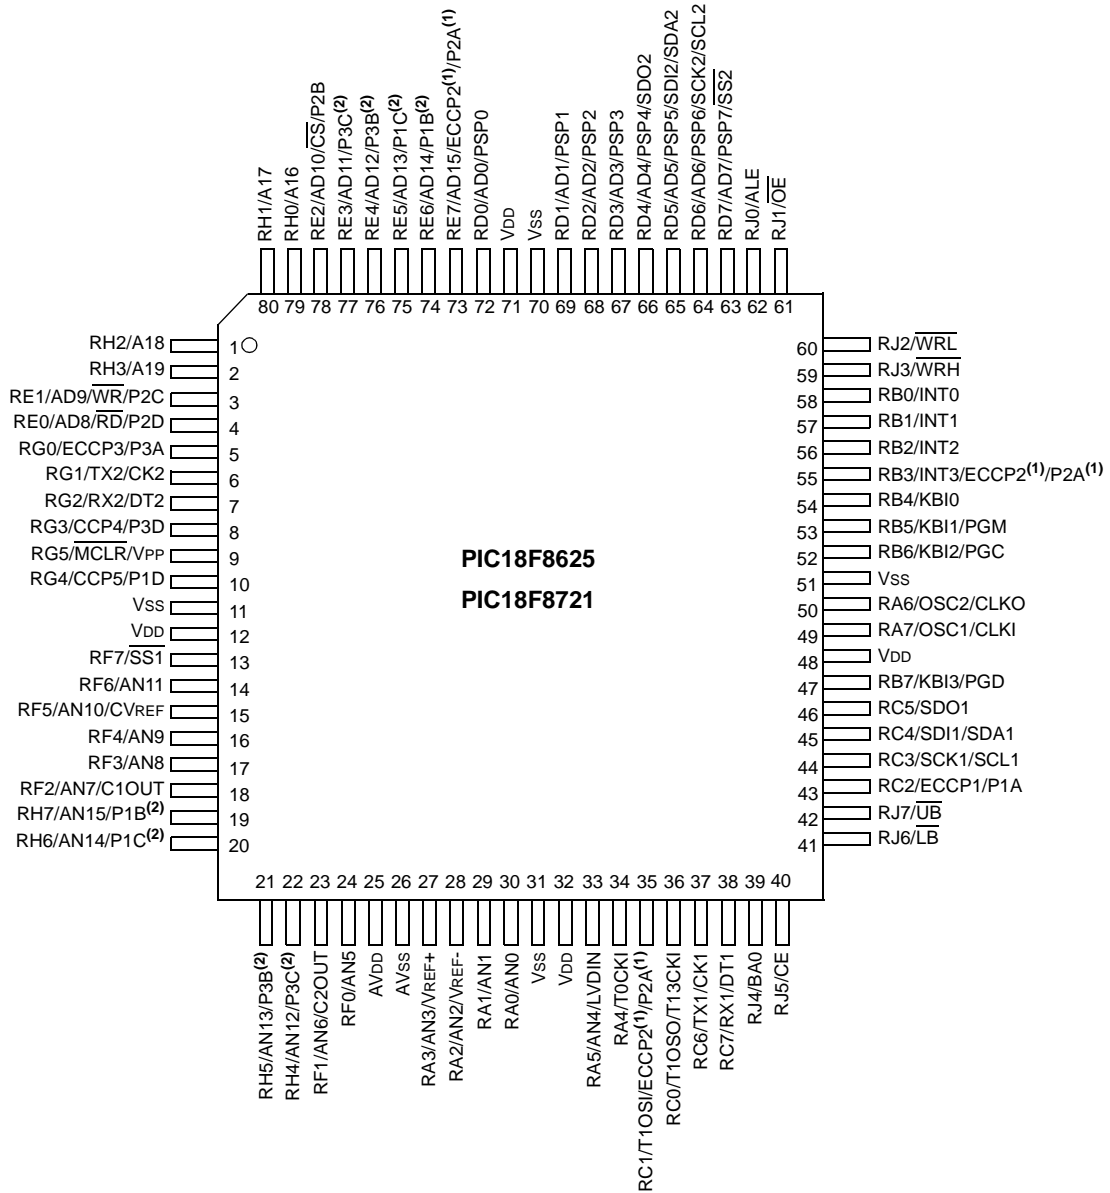 RH1/A17
RH0/A16
RE2/AD10/CS/P2B
RE3/AD11/P3C(2)
RE4/AD12/P3B(2)
RE5/AD13/P1C(2)
RE6/AD14/P1B(2)
RE7/AD15/ECCP2(1)/P2A(1)
RD0/AD0/PSP0
VDD
VSS
RD1/AD1/PSP1
RD2/AD2/PSP2
RD3/AD3/PSP3
RD4/AD4/PSP4/SDO2
RD5/AD5/PSP5/SDI2/SDA2
RD6/AD6/PSP6/SCK2/SCL2
RD7/AD7/PSP7/SS2
RJ0/ALE
RJ1/OE
80 79 78 77 76 75 74 73 72 71 70 69 68 67 66 65 64 63 62 61
RH2/A18 1
RH3/A19 2
RE1/AD9/WR/P2C 3
RE0/AD8/RD/P2D 4
RG0/ECCP3/P3A 5
RG1/TX2/CK2 6
RG2/RX2/DT2 7
RG3/CCP4/P3D 8
RG5/MCLR/VPP 9
RG4/CCP5/P1D 10
VSS 11
VDD 12
RF7/SS1 13
RF6/AN11 14
RF5/AN10/CVREF 15
RF4/AN9 16
RF3/AN8 17
RF2/AN7/C1OUT 18
RH7/AN15/P1B(2) 19
RH6/AN14/P1C(2) 20
PIC18F8625
PIC18F8721
60 RJ2/WRL
59 RJ3/WRH
58 RB0/INT0
57 RB1/INT1
56 RB2/INT2
55 RB3/INT3/ECCP2(1)/P2A(1)
54 RB4/KBI0
53 RB5/KBI1/PGM
52 RB6/KBI2/PGC
51 VSS
50 RA6/OSC2/CLKO
49 RA7/OSC1/CLKI
48 VDD
47 RB7/KBI3/PGD
46 RC5/SDO1
45 RC4/SDI1/SDA1
44 RC3/SCK1/SCL1
43 RC2/ECCP1/P1A
42 RJ7/UB
41 RJ6/LB
21 22 23 24 25 26 27 28 29 30 31 32 33 34 35 36 37 38 39 40
RH5/AN13/P3B(2)
RH4/AN12/P3C(2)
RF1/AN6/C2OUT
RF0/AN5
AVDD
AVSS
RA3/AN3/VREF+
RA2/AN2/VREF-
RA1/AN1
RA0/AN0
VSS
VDD
RA5/AN4/LVDIN
RA4/T0CKI
RC1/T1OSI/ECCP2(1)/P2A(1)
RC0/T1OSO/T13CKI
RC6/TX1/CK1
RC7/RX1/DT1
RJ4/BA0
RJ5/CE